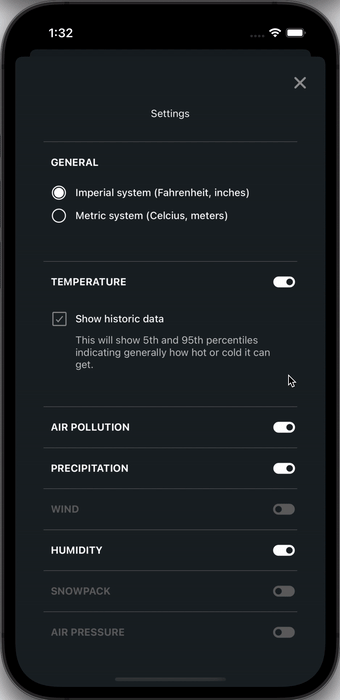 1:32
Settings
GENERAL
Imperial system (Fahrenheit, inches)
Metric system (Celcius, meters)
TEMPERATURE
Show historic data
This will show 5th and 95th percentiles
indicating generally how hot or cold it can
get.
AIR POLLUTION
PRECIPITATION
WIND
HUMIDITY
SNOWPACK
AIR PRESSURE